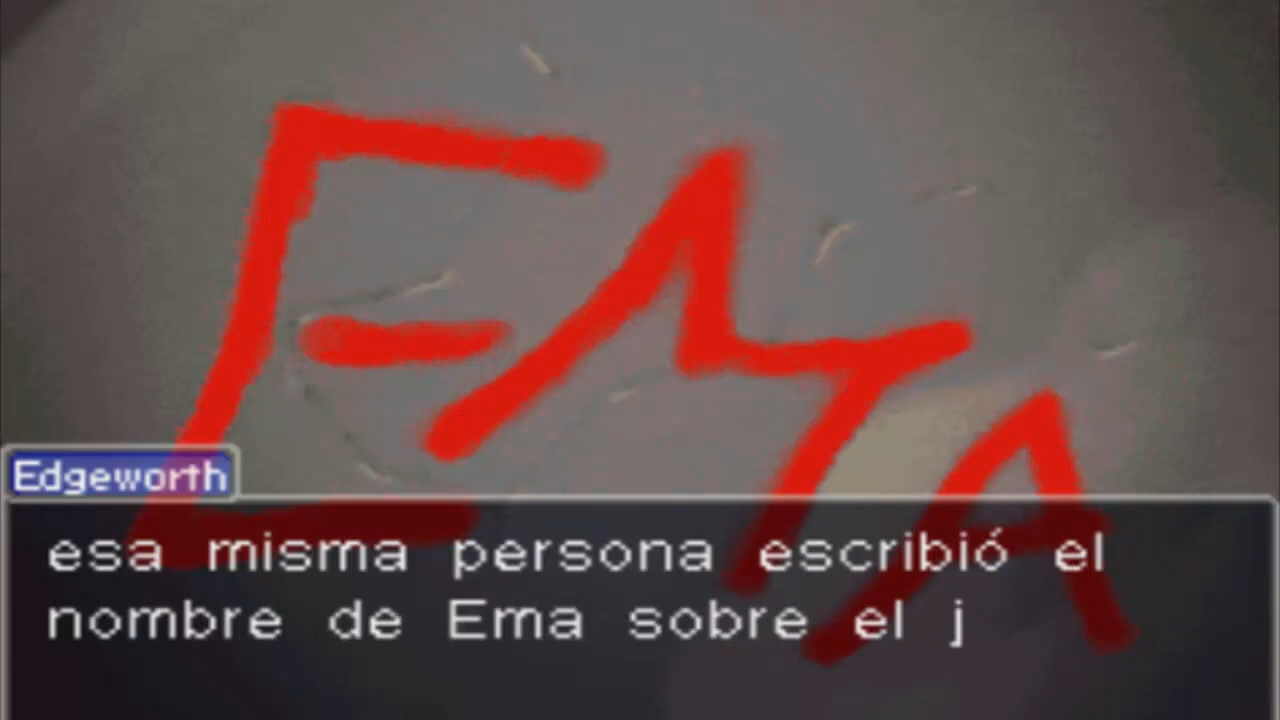 EMA
Edgeworth
esa misma persona escribió el
nombre de Ema sobre el j